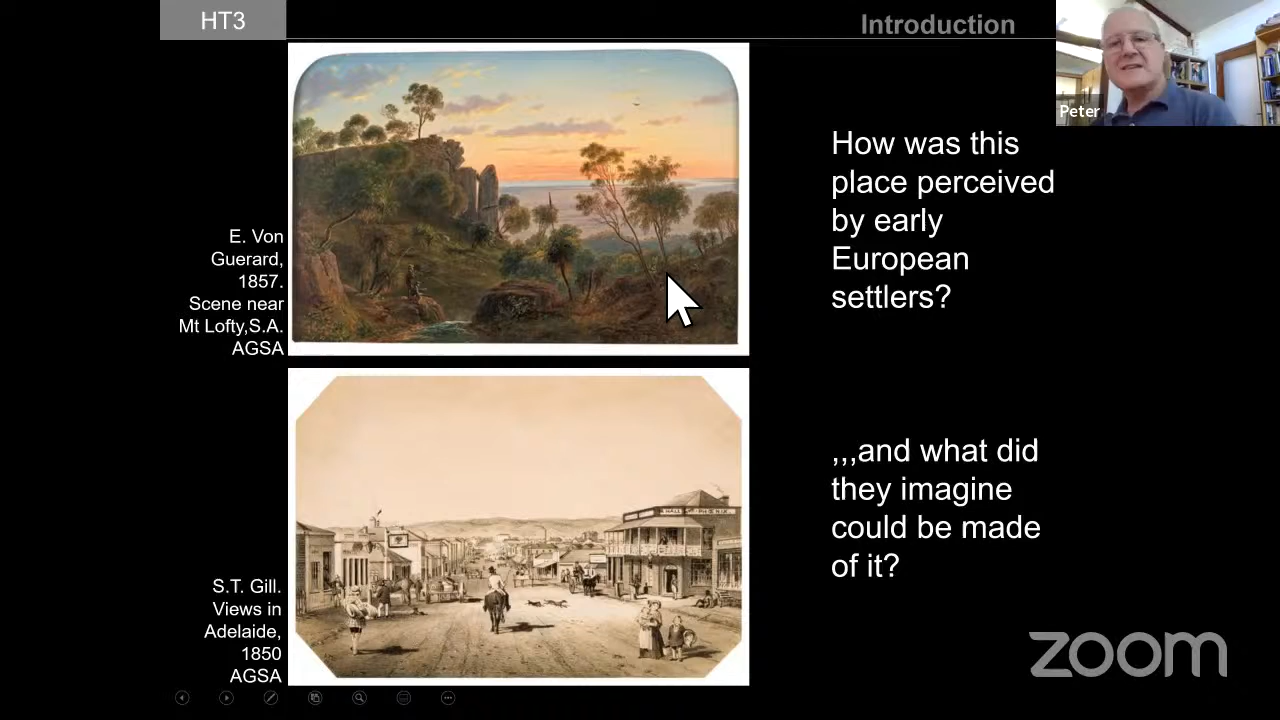 HT3
Introduction
Peter
E. Von
Guerard,
1857.
Scene near
Mt Lofty,S.A.
AGSA
How was this
place perceived
by early
European
settlers?
S.T. Gill.
Views in
Adelaide,
1850
AGSA
,,,and what did
they imagine
could be made
of it?
zoom